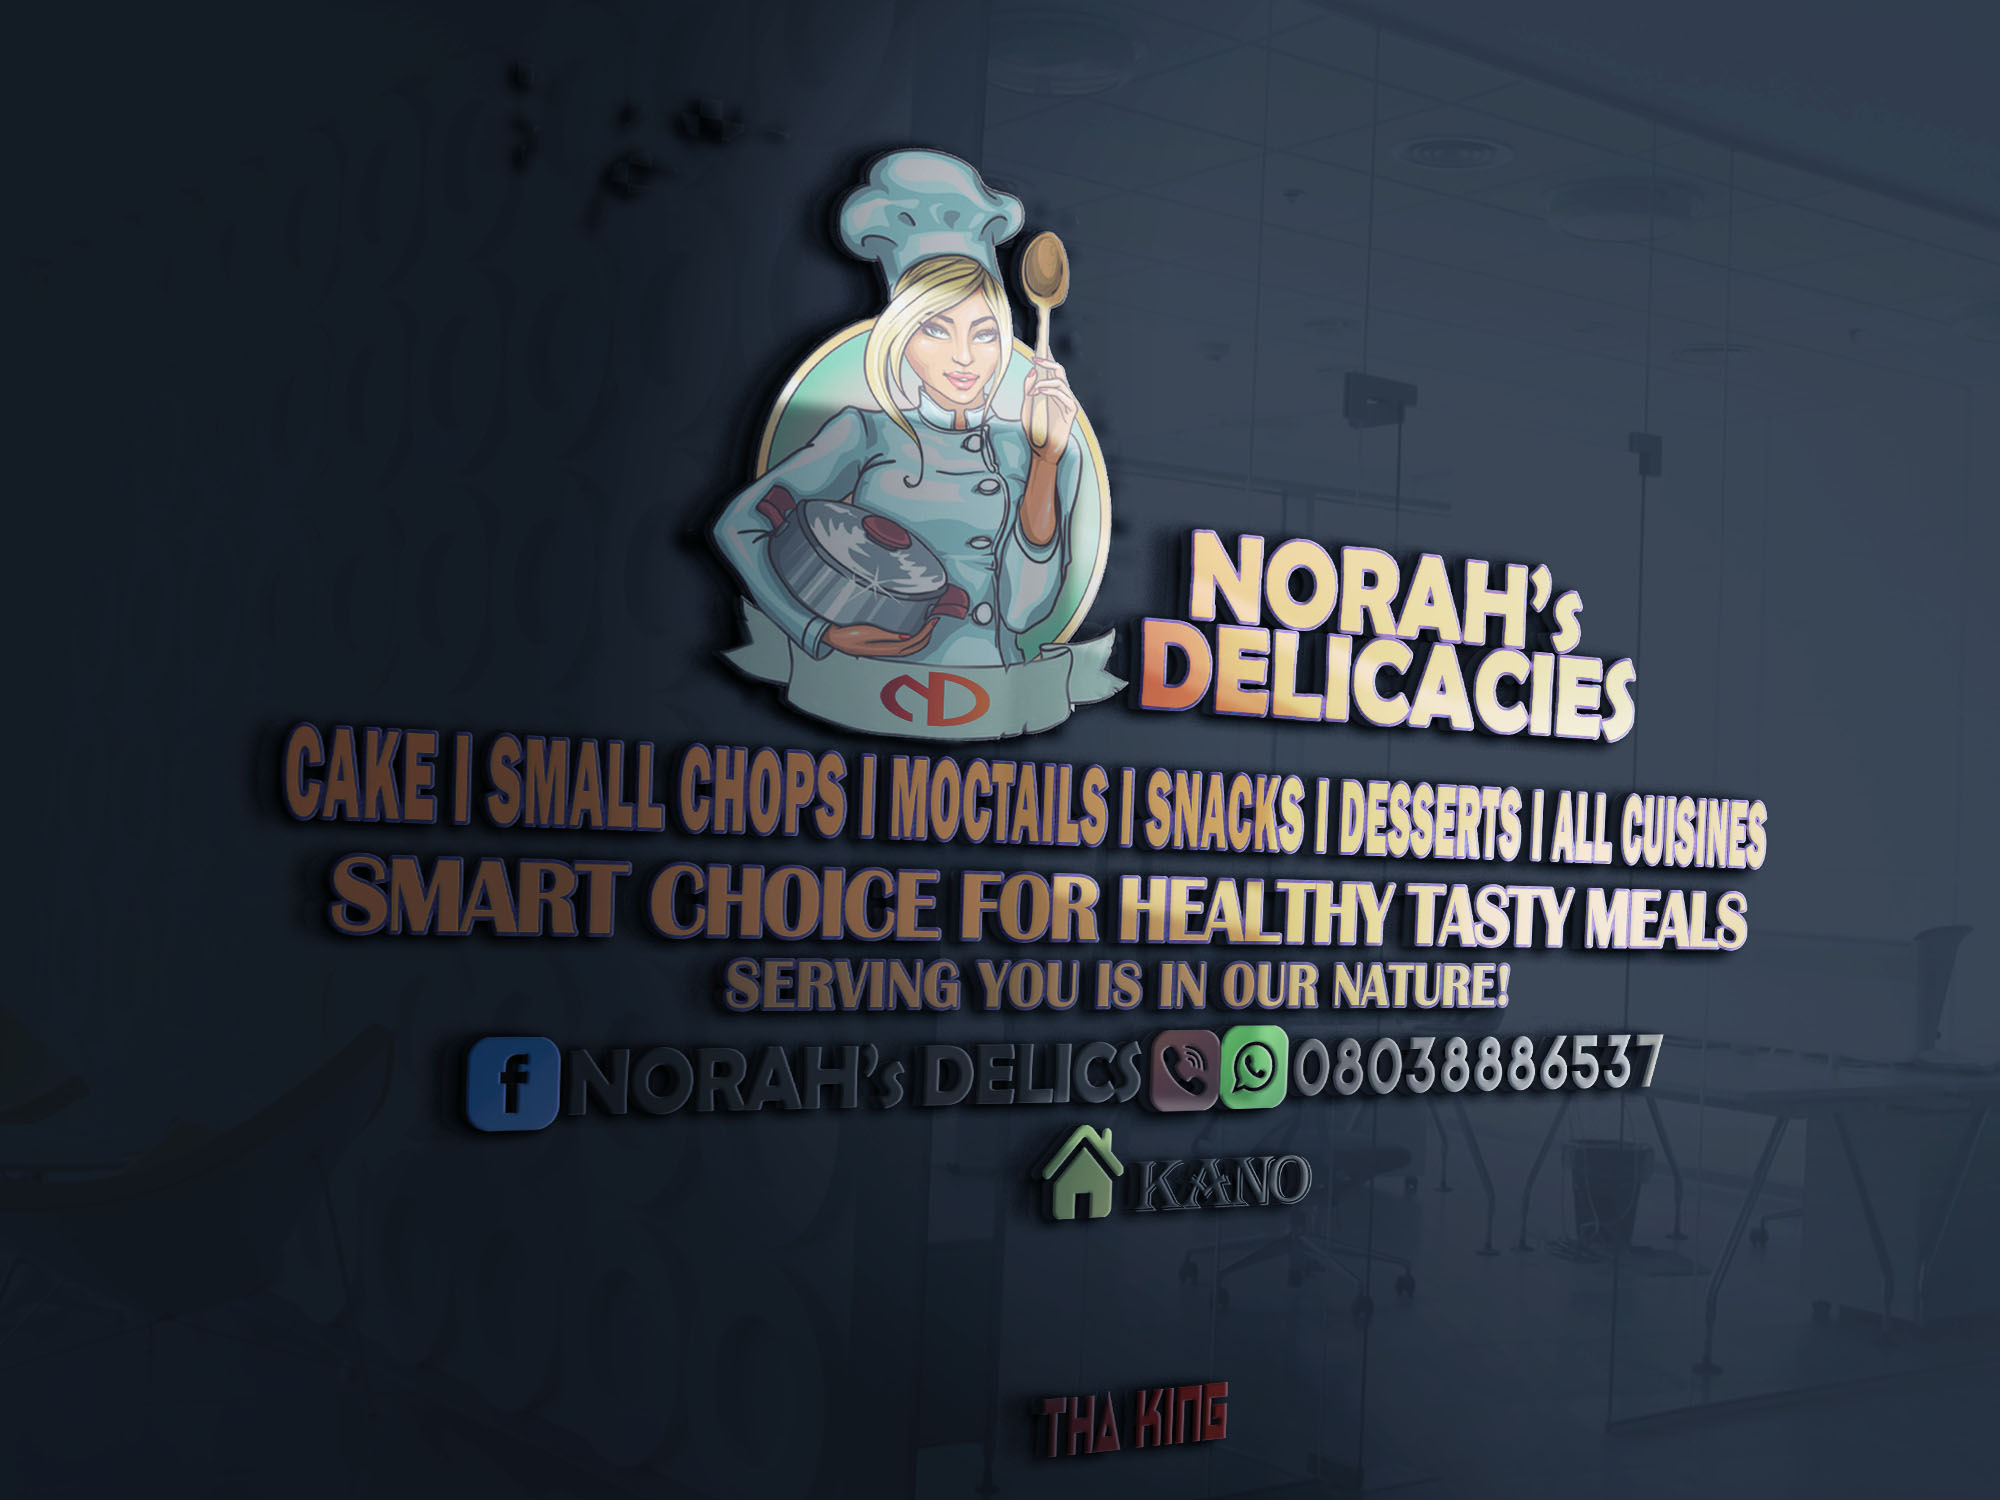 NORAH's
DELICACIES
ND
CAKE | SMALL CHOPS | MOCTAILS | SNACKS | DESSERTS | ALL CUISINES
SMART CHOICE FOR HEALTHY TASTY MEALS
SERVING YOU IS IN OUR NATURE!
f NORAH's DELICS 08038886537
KANO
THA KING